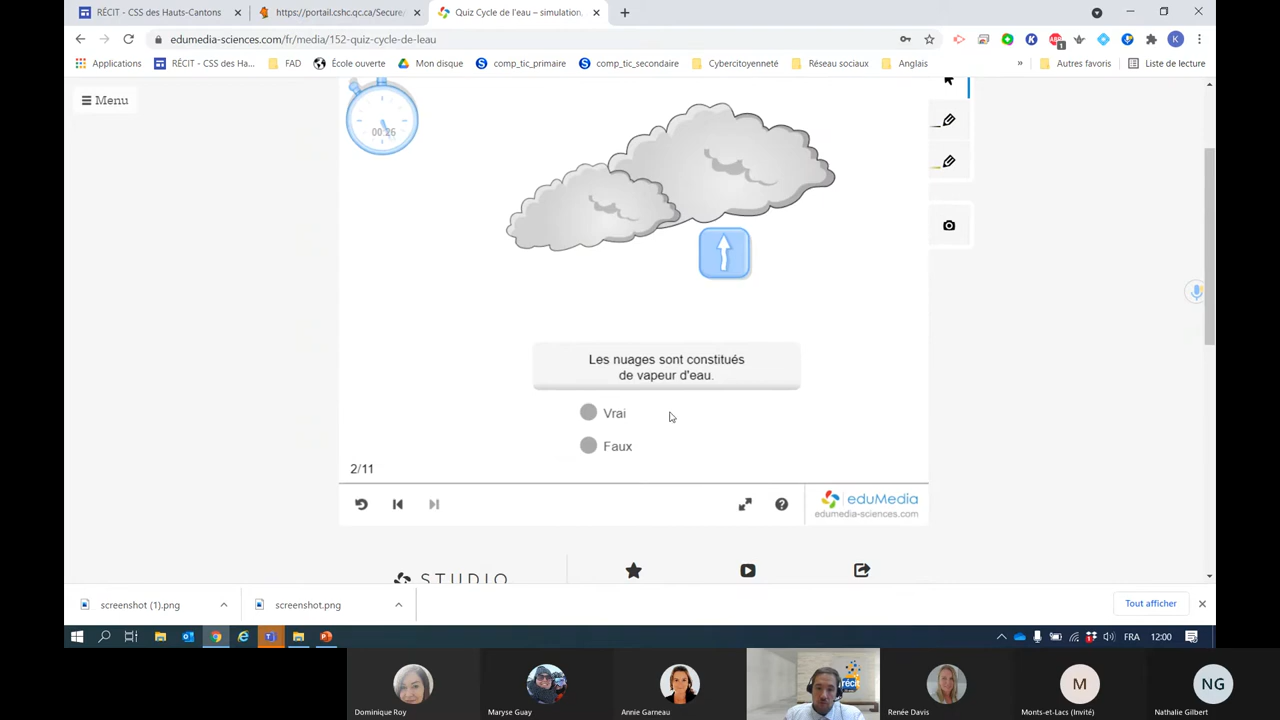 RÉCIT - CSS des Hauts-Cantons
https://portail.cshc.qc.ca/Secure/
Quiz Cycle de l'eau – simulation,
edumedia-sciences.com/fr/media/152-quiz-cycle-de-leau
K
Applications
RÉCIT - CSS des Ha...
FAD
École ouverte
Mon disque
comp_tic_primaire
comp_tic_secondaire
Cybercitoyenneté
Réseau sociaux
Anglais
»
Autres favoris
Liste de lecture
Menu
00:26
Les nuages sont constitués
de vapeur d'eau.
Vrai
Faux
2/11
eduMedia
edumedia-sciences.com
STUDIO
screenshot (1).png
screenshot.png
Tout afficher
FRA
12:00
récit
M
NG
Dominique Roy
Maryse Guay
Annie Garneau
Renée Davis
Monts-et-Lacs (Invité)
Nathalie Gilbert